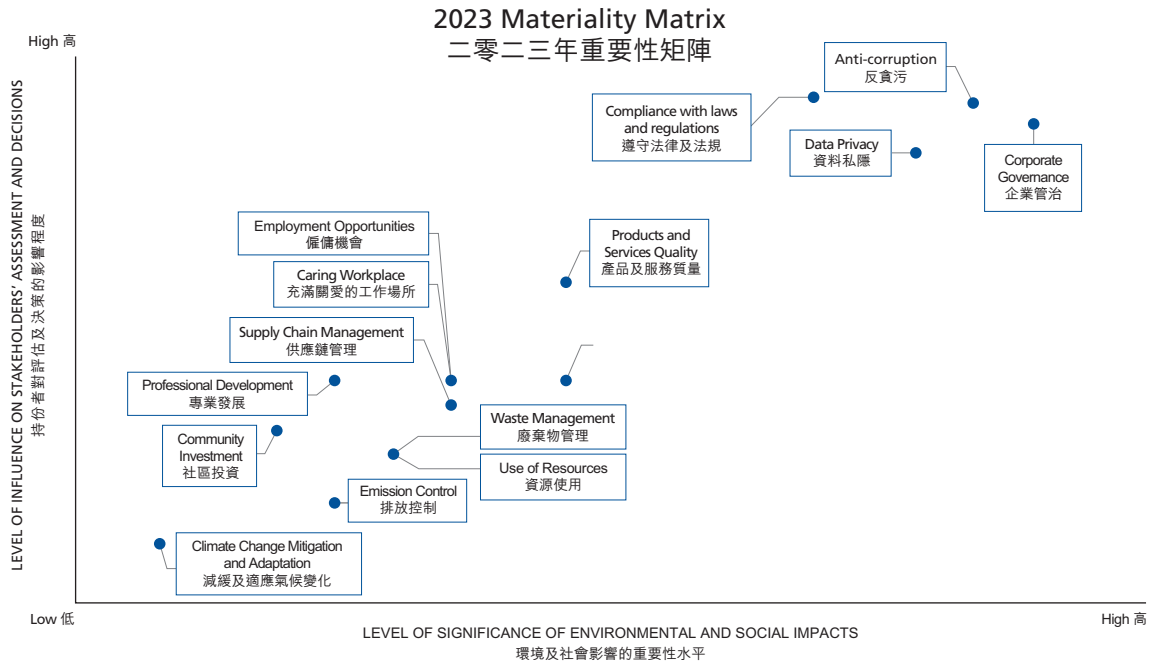 2023 Materiality Matrix
二零二三年重要性矩陣
High 高
LEVEL OF INFLUENCE ON STAKEHOLDERS' ASSESSMENT AND DECISIONS
持份者對評估及決策的影響程度
Anti-corruption
反貪污
Compliance with laws
and regulations
遵守法律及法規
Data Privacy
資料私隱
Corporate
Governance
企業管治
Employment Opportunities
僱傭機會
Products and
Services Quality
產品及服務質量
Caring Workplace
充滿關愛的工作場所
Supply Chain Management
供應鏈管理
Professional Development
專業發展
Waste Management
廢棄物管理
Community
Investment
社區投資
Use of Resources
資源使用
Emission Control
排放控制
Climate Change Mitigation
and Adaptation
減緩及適應氣候變化
Low 低
High 高
LEVEL OF SIGNIFICANCE OF ENVIRONMENTAL AND SOCIAL IMPACTS
環境及社會影響的重要性水平